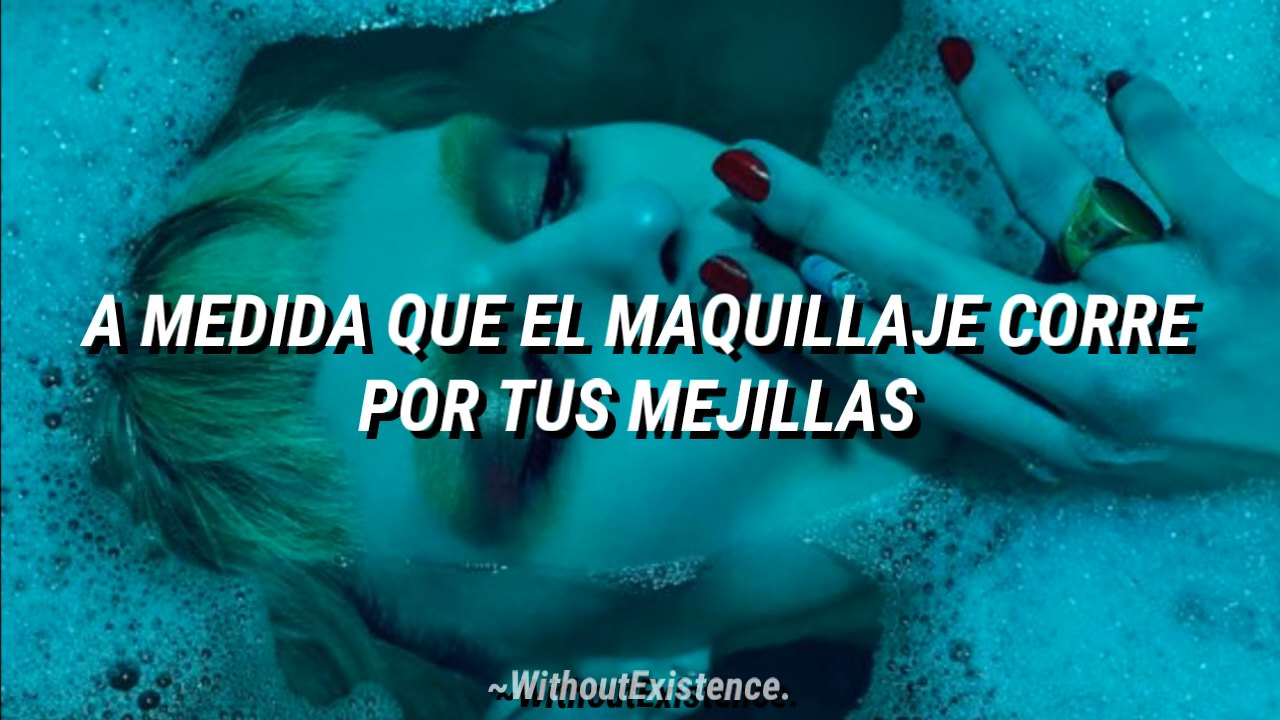 A MEDIDA QUE EL MAQUILLAJE CORRE
POR TUS MEJILLAS
~WithoutExistence.